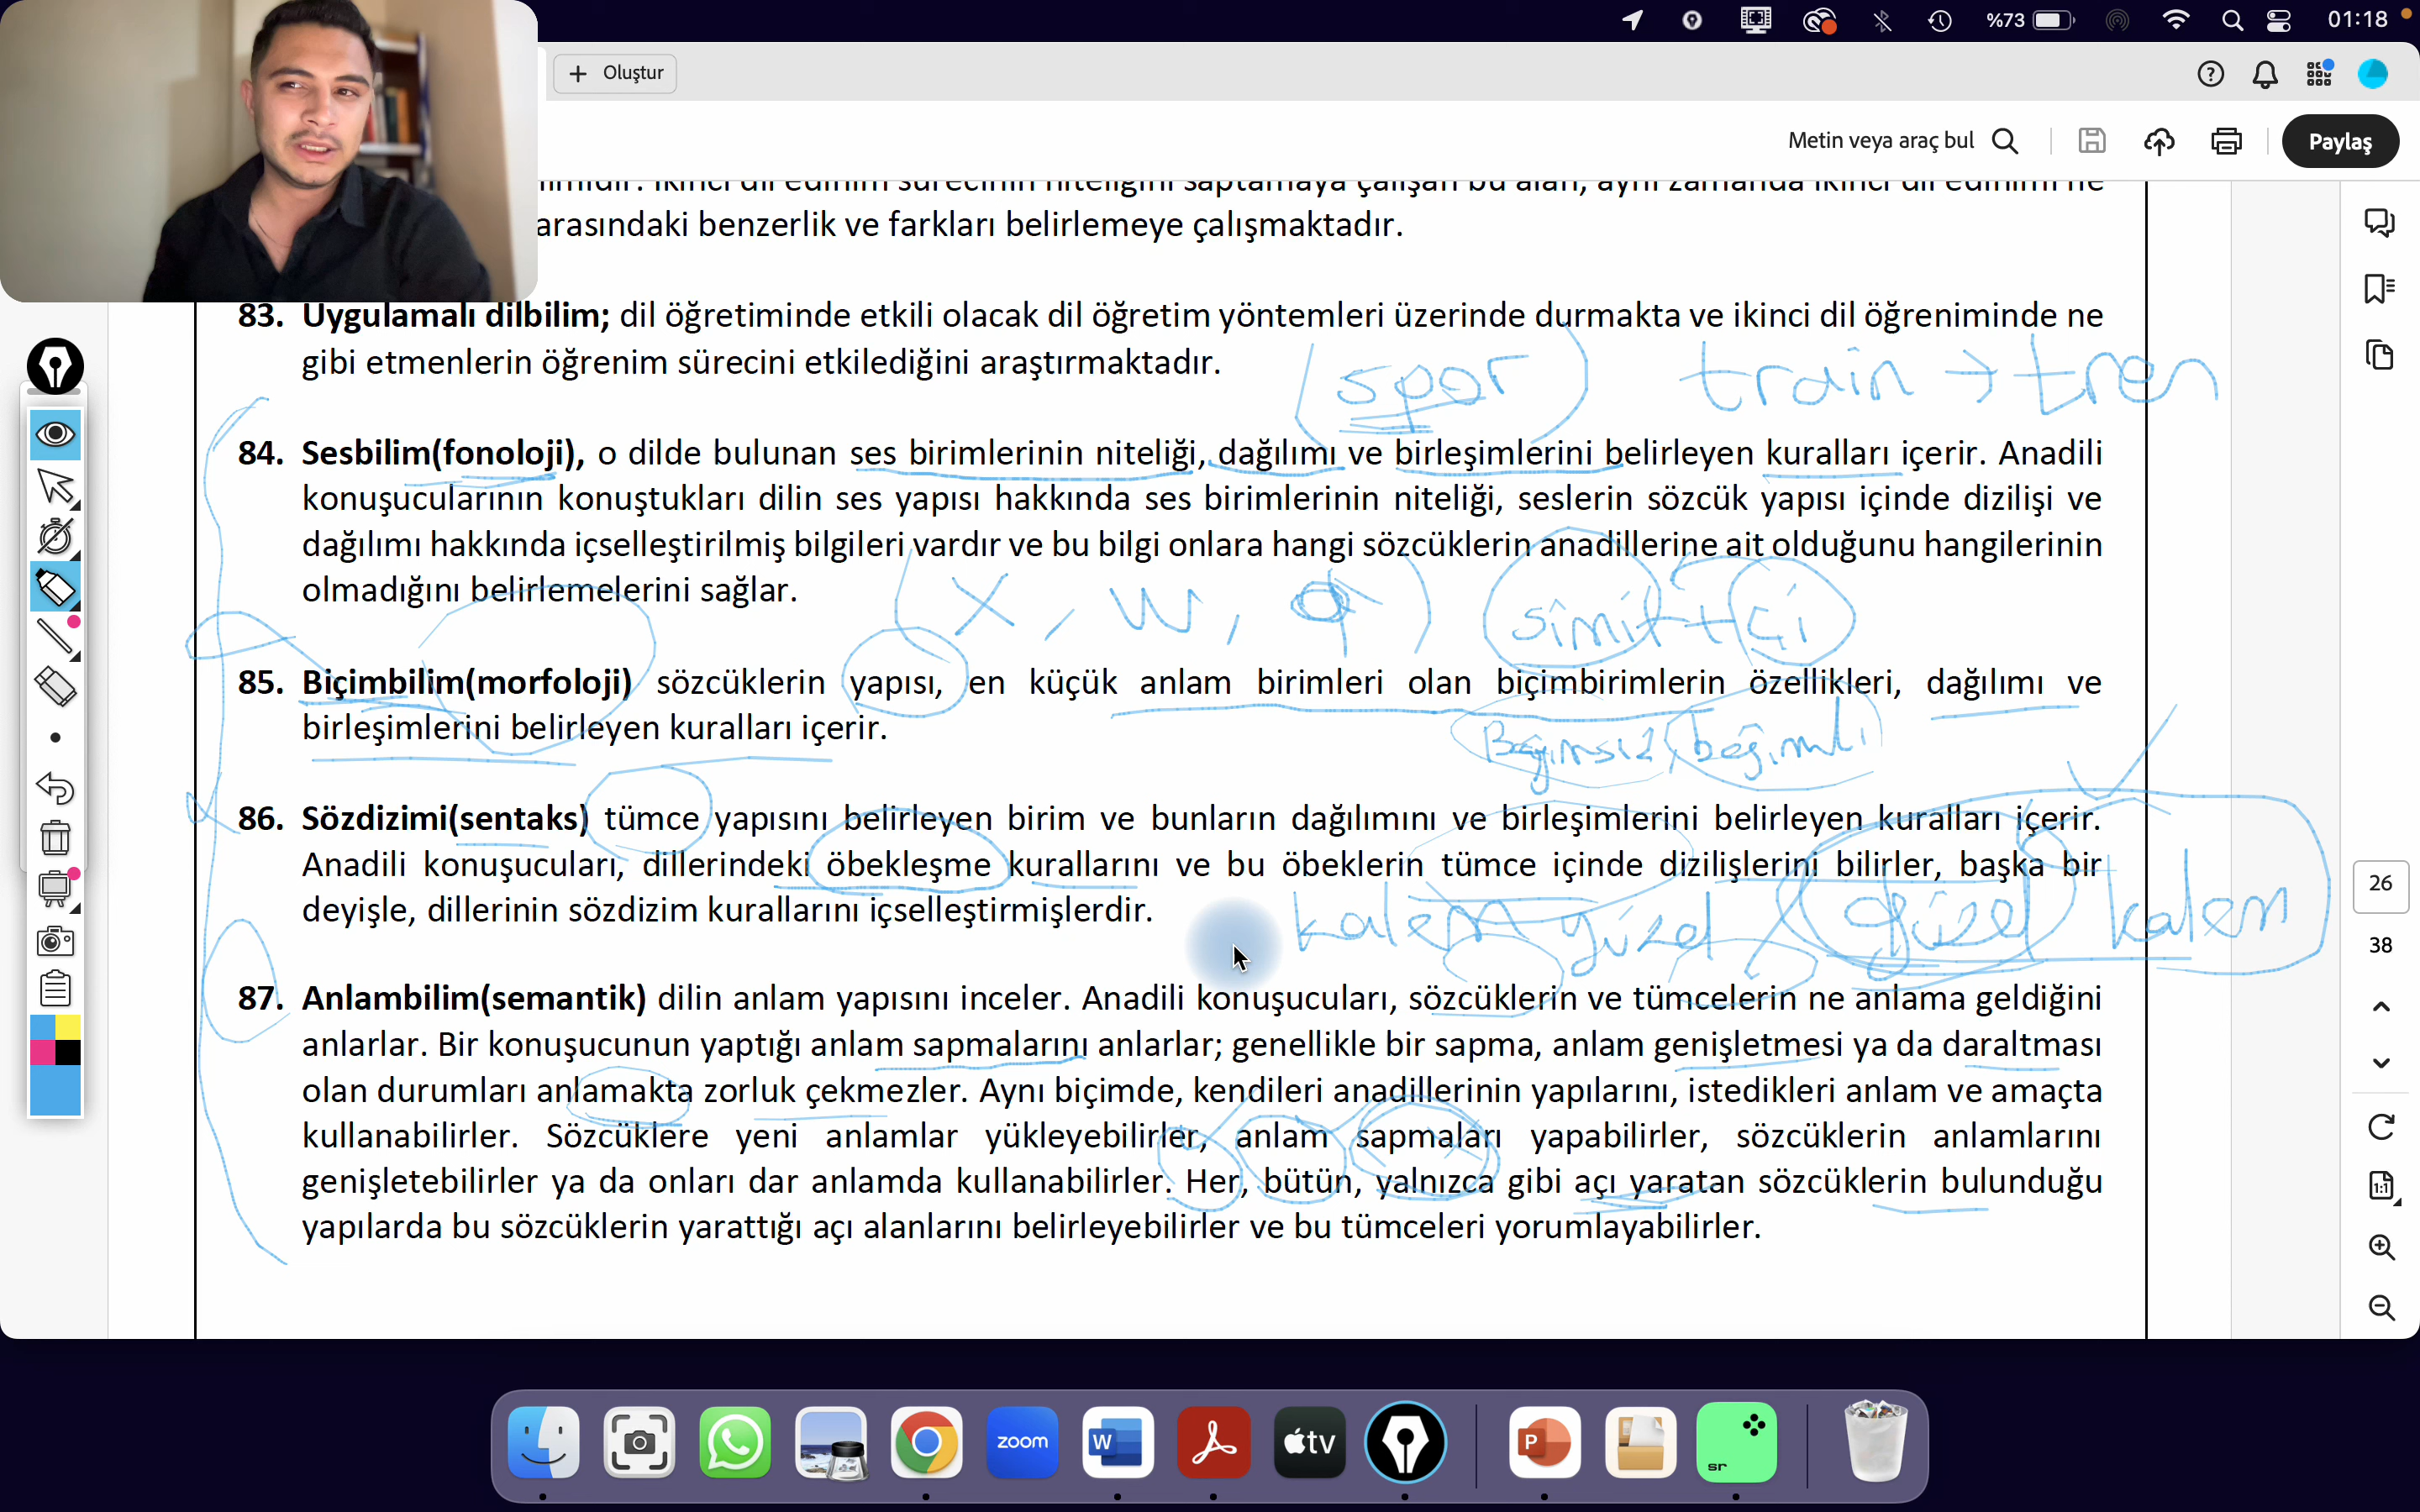 %73
01:18
+ Oluştur
Metin veya araç bul
Paylaş
arasındaki benzerlik ve farkları belirlemeye çalışmaktadır.
83. Uygulamalı dilbilim; dil öğretiminde etkili olacak dil öğretim yöntemleri üzerinde durmakta ve ikinci dil öğreniminde ne
gibi etmenlerin öğrenim sürecini etkilediğini araştırmaktadır.
(spor) train → tren
84. Sesbilim(fonoloji), o dilde bulunan ses birimlerinin niteliği, dağılımı ve birleşimlerini belirleyen kuralları içerir. Anadili
konuşucularının konuştukları dilin ses yapısı hakkında ses birimlerinin niteliği, seslerin sözcük yapısı içinde dizilişi ve
dağılımı hakkında içselleştirilmiş bilgileri vardır ve bu bilgi onlara hangi sözcüklerin anadillerine ait olduğunu hangilerinin
olmadığını belirlemelerini sağlar.
(x, w, q) simit + çi
85. Biçimbilim(morfoloji) sözcüklerin yapısı, en küçük anlam birimleri olan biçimbirimlerin özellikleri, dağılımı ve
birleşimlerini belirleyen kuralları içerir.
Bağımsız, bağımlı
86. Sözdizimi(sentaks) tümce yapısını belirleyen birim ve bunların dağılımını ve birleşimlerini belirleyen kuralları içerir.
Anadili konuşucuları, dillerindeki öbekleşme kurallarını ve bu öbeklerin tümce içinde dizilişlerini bilirler, başka bir
deyişle, dillerinin sözdizim kurallarını içselleştirmişlerdir.
kalem güzel güzel kalem
87. Anlambilim(semantik) dilin anlam yapısını inceler. Anadili konuşucuları, sözcüklerin ve tümcelerin ne anlama geldiğini
anlarlar. Bir konuşucunun yaptığı anlam sapmalarını anlarlar; genellikle bir sapma, anlam genişletmesi ya da daraltması
olan durumları anlamakta zorluk çekmezler. Aynı biçimde, kendileri anadillerinin yapılarını, istedikleri anlam ve amaçta
kullanabilirler. Sözcüklere yeni anlamlar yükleyebilirler, anlam sapmaları yapabilirler, sözcüklerin anlamlarını
genişletebilirler ya da onları dar anlamda kullanabilirler. Her, bütün, yalnızca gibi açı yaratan sözcüklerin bulunduğu
yapılarda bu sözcüklerin yarattığı açı alanlarını belirleyebilirler ve bu tümceleri yorumlayabilirler.
26
38
1:1
zoom
W
tv
P
sr